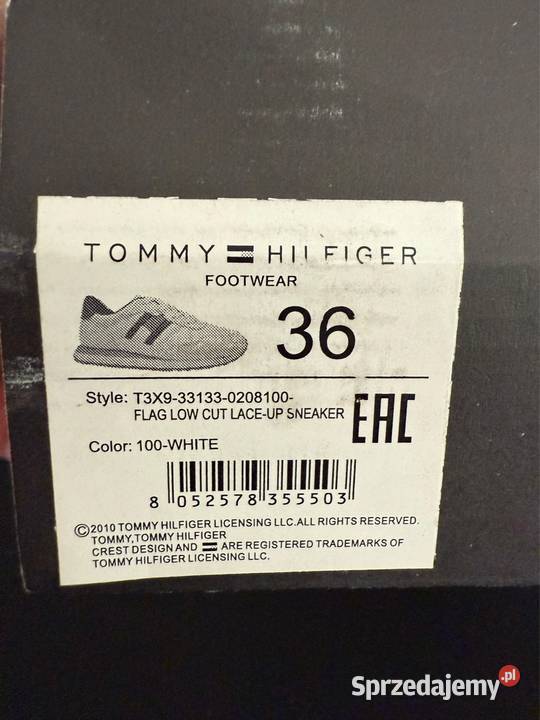 TOMMY HILFIGER
FOOTWEAR
36
Style: T3X9-33133-0208100-
FLAG LOW CUT LACE-UP SNEAKER
EAC
Color: 100-WHITE
8 052578 355503
©2010 TOMMY HILFIGER LICENSING LLC.ALL RIGHTS RESERVED.
TOMMY,TOMMY HILFIGER
CREST DESIGN AND ARE REGISTERED TRADEMARKS OF
TOMMY HILFIGER LICENSING LLC.
Sprzedajemy.pl